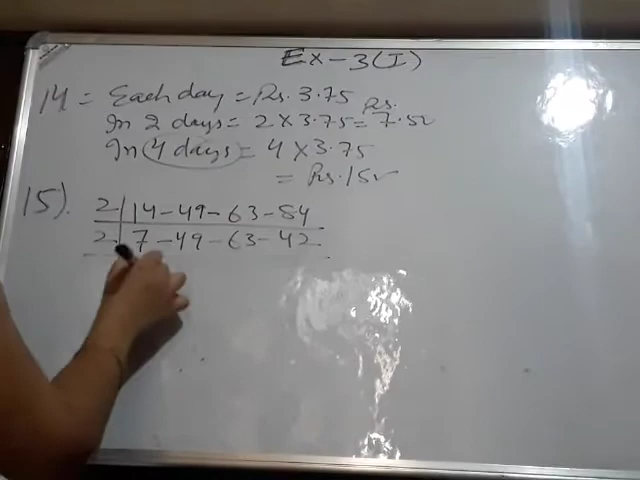 Ex-3(I)
14 = Each day = Rs. 3.75
In 2 days = 2 X 3.75 = Rs. 7.50
In (4 days) = 4 X 3.75
= Rs. 15
15). 2 | 14-49-63-84
2 | 7-49-63-42